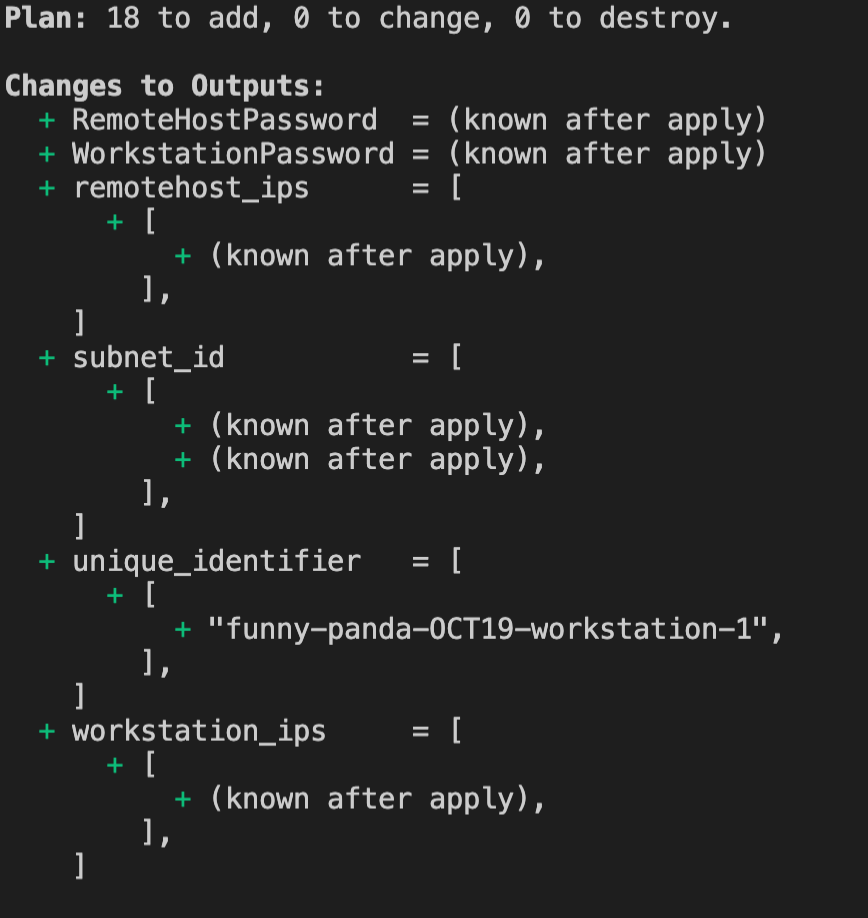 Plan: 18 to add, 0 to change, 0 to destroy.

Changes to Outputs:
  + RemoteHostPassword  = (known after apply)
  + WorkstationPassword = (known after apply)
  + remotehost_ips      = [
      + [
          + (known after apply),
        ],
    ]
  + subnet_id           = [
      + [
          + (known after apply),
          + (known after apply),
        ],
    ]
  + unique_identifier   = [
      + [
          + "funny-panda-OCT19-workstation-1",
        ],
    ]
  + workstation_ips     = [
      + [
          + (known after apply),
        ],
    ]